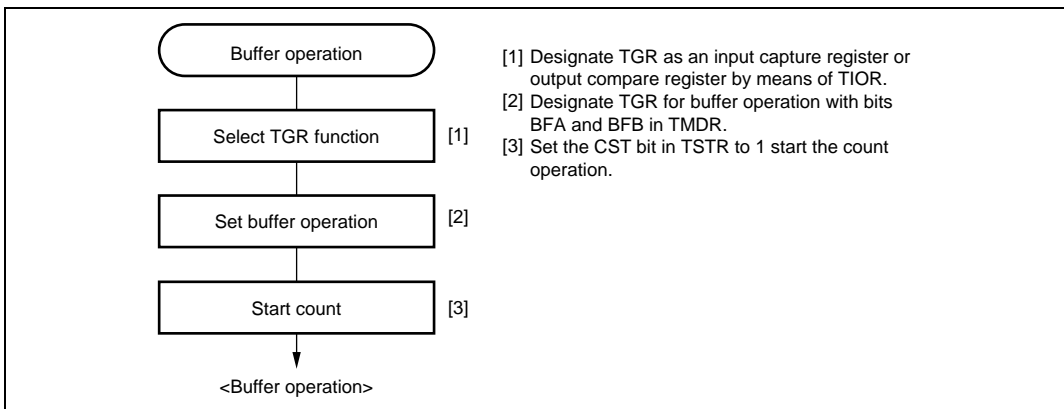 Buffer operation
Select TGR function
[1]
Set buffer operation
[2]
Start count
[3]
<Buffer operation>
[1] Designate TGR as an input capture register or
output compare register by means of TIOR.
[2] Designate TGR for buffer operation with bits
BFA and BFB in TMDR.
[3] Set the CST bit in TSTR to 1 start the count
operation.